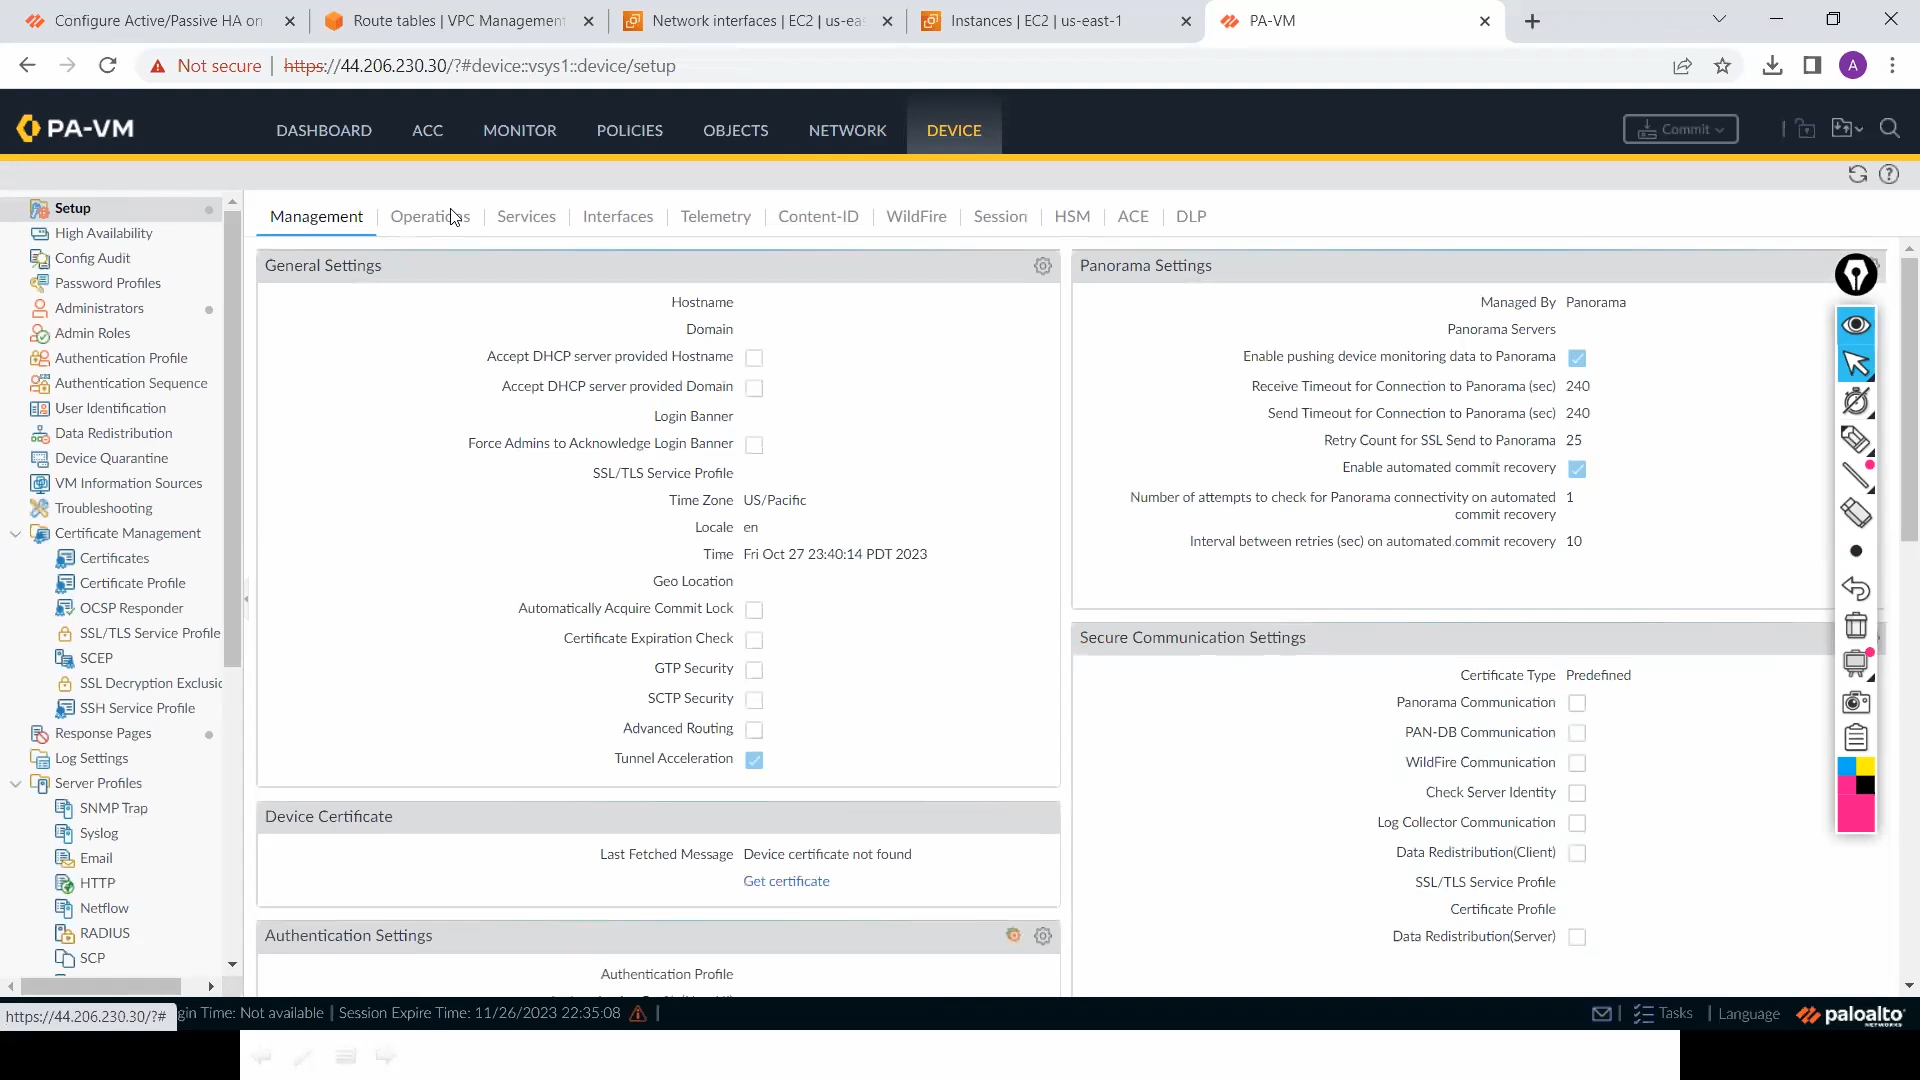 Configure Active/Passive HA on
Route tables | VPC Management
Network interfaces | EC2 | us-eas
Instances | EC2 | us-east-1
PA-VM
Not secure | https://44.206.230.30/?#device::vsys1::device/setup
A
PA-VM
DASHBOARD
ACC
MONITOR
POLICIES
OBJECTS
NETWORK
DEVICE
Commit
Setup
High Availability
Config Audit
Password Profiles
Administrators
Admin Roles
Authentication Profile
Authentication Sequence
User Identification
Data Redistribution
Device Quarantine
VM Information Sources
Troubleshooting
Certificate Management
Certificates
Certificate Profile
OCSP Responder
SSL/TLS Service Profile
SCEP
SSL Decryption Exclusio
SSH Service Profile
Response Pages
Log Settings
Server Profiles
SNMP Trap
Syslog
Email
HTTP
Netflow
RADIUS
SCP
Management
Operations
Services
Interfaces
Telemetry
Content-ID
WildFire
Session
HSM
ACE
DLP
General Settings
Hostname
Domain
Accept DHCP server provided Hostname
Accept DHCP server provided Domain
Login Banner
Force Admins to Acknowledge Login Banner
SSL/TLS Service Profile
Time Zone US/Pacific
Locale en
Time Fri Oct 27 23:40:14 PDT 2023
Geo Location
Automatically Acquire Commit Lock
Certificate Expiration Check
GTP Security
SCTP Security
Advanced Routing
Tunnel Acceleration
Device Certificate
Last Fetched Message Device certificate not found
Get certificate
Authentication Settings
Authentication Profile
Panorama Settings
Managed By Panorama
Panorama Servers
Enable pushing device monitoring data to Panorama
Receive Timeout for Connection to Panorama (sec) 240
Send Timeout for Connection to Panorama (sec) 240
Retry Count for SSL Send to Panorama 25
Enable automated commit recovery
Number of attempts to check for Panorama connectivity on automated 1
commit recovery
Interval between retries (sec) on automated commit recovery 10
Secure Communication Settings
Certificate Type Predefined
Panorama Communication
PAN-DB Communication
WildFire Communication
Check Server Identity
Log Collector Communication
Data Redistribution(Client)
SSL/TLS Service Profile
Certificate Profile
Data Redistribution(Server)
https://44.206.230.30/?#
gin Time: Not available | Session Expire Time: 11/26/2023 22:35:08 |
Tasks | Language
paloalto
NETWORKS